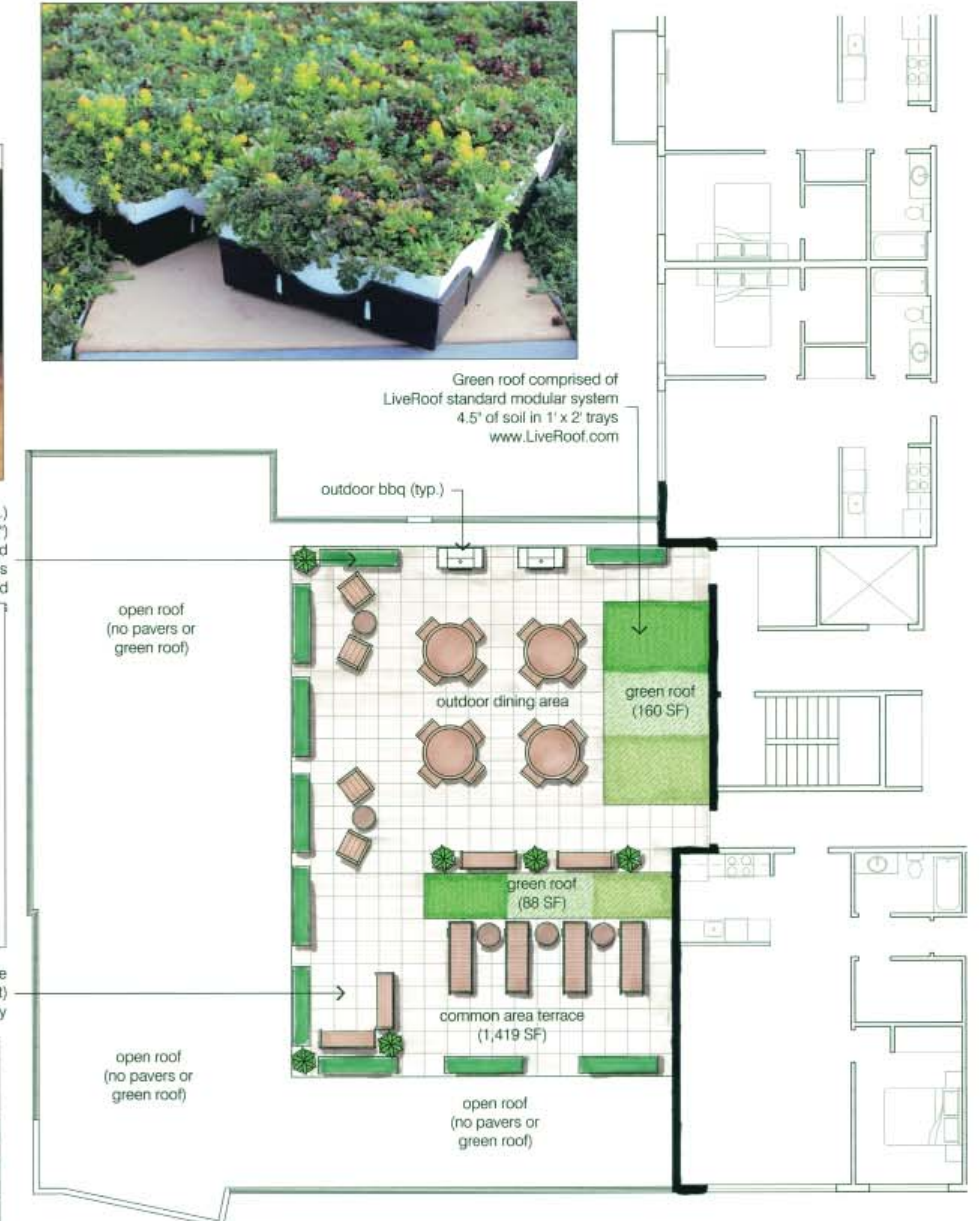 Green roof comprised of
LiveRoof standard modular system
4.5" of soil in 1' x 2' trays
www.LiveRoof.com
outdoor bbq (typ.)
open roof
(no pavers or
green roof)
outdoor dining area
green roof
(160 SF)
green roof
(88 SF)
common area terrace
(1,419 SF)
open roof
(no pavers or
green roof)
open roof
(no pavers or
green roof)